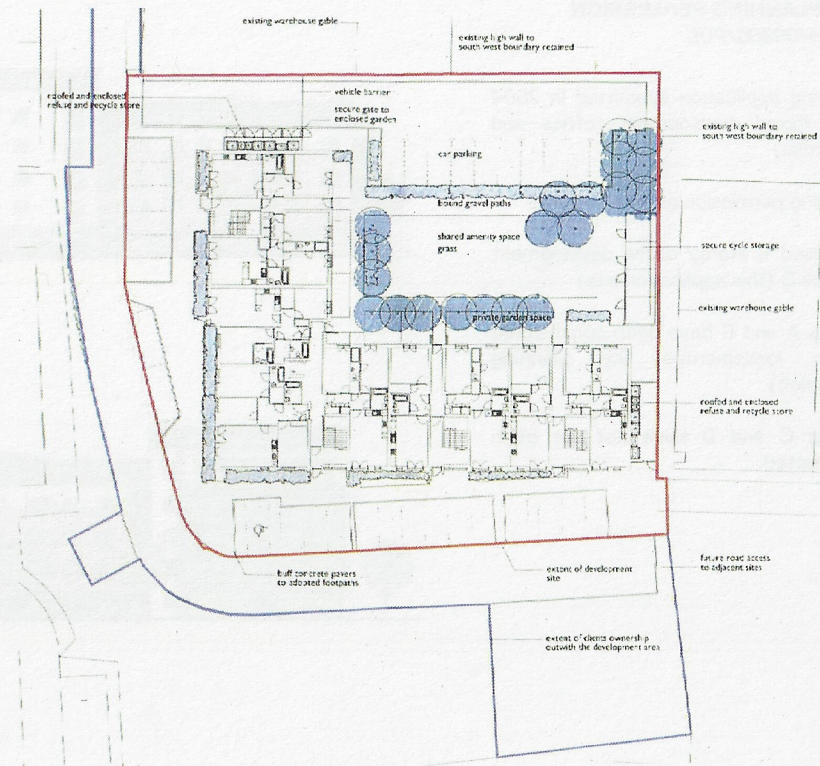 existing warehouse gable
existing high wall to
south west boundary retained
roofed and enclosed
refuse and recycle store
vehicle barrier
secure gate to
enclosed garden
existing high wall to
south west boundary retained
car parking
bound gravel paths
shared amenity space
grass
secure cycle storage
existing warehouse gable
private garden space
roofed and enclosed
refuse and recycle store
buff concrete pavers
to adopted footpaths
extent of development
site
future road access
to adjacent sites
extent of clients ownership
outwith the development area